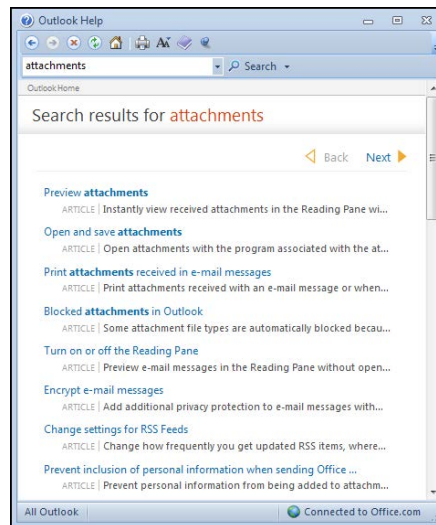 Outlook Help
attachments
Search
Outlook Home
Search results for attachments
Back Next
Preview attachments
ARTICLE | Instantly view received attachments in the Reading Pane wi...
Open and save attachments
ARTICLE | Open attachments with the program associated with the at...
Print attachments received in e-mail messages
ARTICLE | Print attachments received with an e-mail message or when...
Blocked attachments in Outlook
ARTICLE | Some attachment file types are automatically blocked becau...
Turn on or off the Reading Pane
ARTICLE | Preview e-mail messages in the Reading Pane without open...
Encrypt e-mail messages
ARTICLE | Add additional privacy protection to e-mail messages with...
Change settings for RSS Feeds
ARTICLE | Change how frequently you get updated RSS items, where...
Prevent inclusion of personal information when sending Office ...
ARTICLE | Prevent personal information from being added to attachm...
All Outlook Connected to Office.com